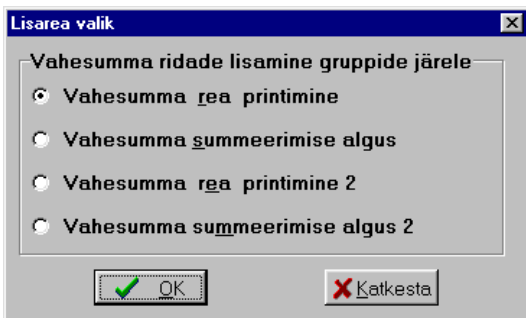 Lisarea valik
Vahesumma ridade lisamine gruppide järele
Vahesumma rea printimine
Vahesumma summeerimise algus
Vahesumma rea printimine 2
Vahesumma summeerimise algus 2
OK
Katkesta